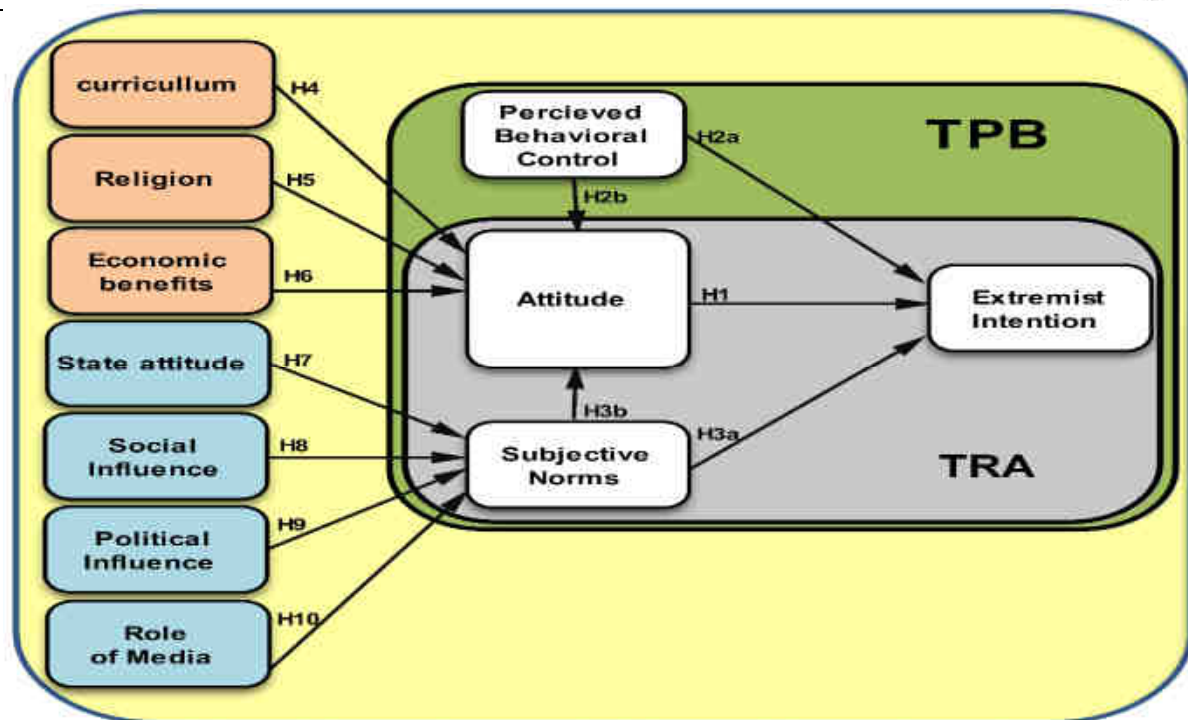 curricullum
H4
Religion
H5
Economic
benefits
H6
State attitude
H7
Social
Influence
H8
Political
Influence
H9
Role
of Media
H10
Percieved
Behavioral
Control
H2a
H2b
TPB
Attitude
H1
Extremist
Intention
H3b
H3a
Subjective
Norms
TRA